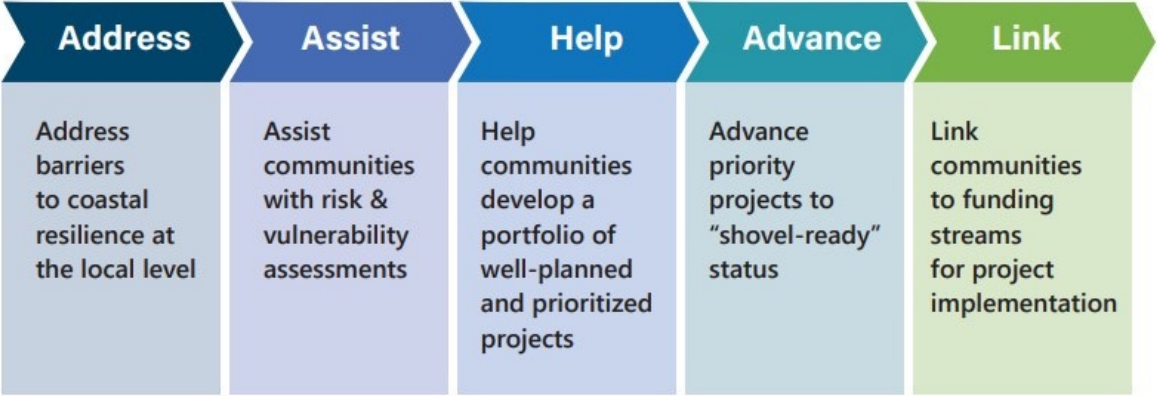 Address
Address
barriers
to coastal
resilience at
the local level
Assist
Assist
communities
with risk &
vulnerability
assessments
Help
Help
communities
develop a
portfolio of
well-planned
and prioritized
projects
Advance
Advance
priority
projects to
“shovel-ready”
status
Link
Link
communities
to funding
streams
for project
implementation